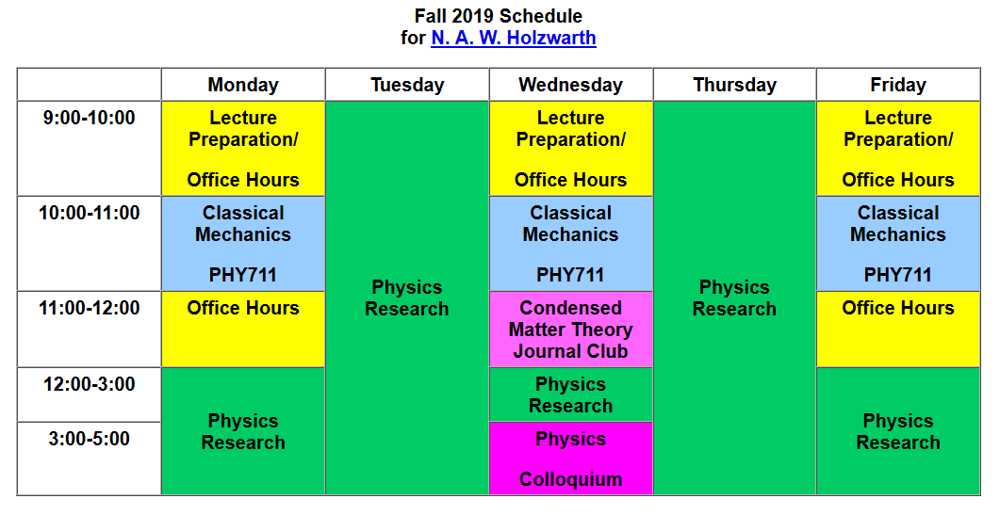 Fall 2019 Schedule
for N. A. W. Holzwarth
Monday Tuesday Wednesday Thursday Friday
9:00-10:00
Lecture
Preparation/
Office Hours
Physics
Research
Lecture
Preparation/
Office Hours
Physics
Research
Lecture
Preparation/
Office Hours
10:00-11:00
Classical
Mechanics
PHY711
Classical
Mechanics
PHY711
Classical
Mechanics
PHY711
11:00-12:00
Office Hours
Condensed
Matter Theory
Journal Club
Office Hours
12:00-3:00
Physics
Research
Physics
Research
Physics
Research
3:00-5:00
Physics
Colloquium